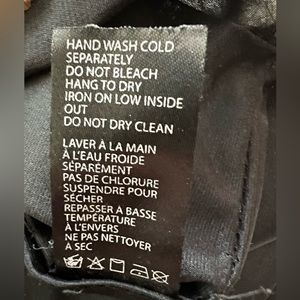 HAND WASH COLD
SEPARATELY
DO NOT BLEACH
HANG TO DRY
IRON ON LOW INSIDE
OUT
DO NOT DRY CLEAN
LAVER À LA MAIN
À L'EAU FROIDE
SÉPARÉMENT
PAS DE CHLORURE
SUSPENDRE POUR
SÉCHER
REPASSER À BASSE
TEMPÉRATURE
À L'ENVERS
NE PAS NETTOYER
A SEC